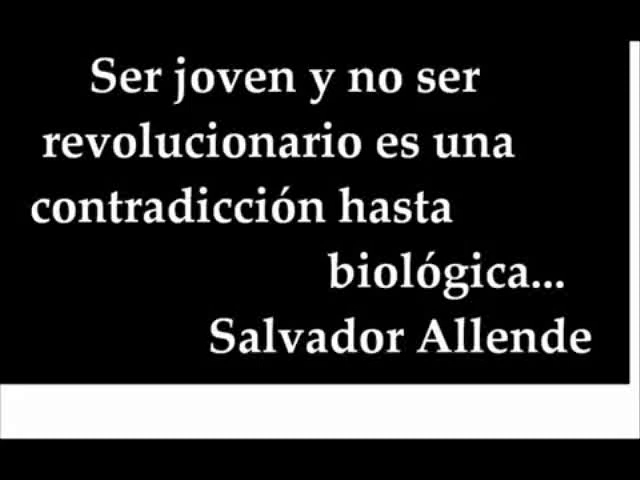 Ser joven y no ser
revolucionario es una
contradicción hasta
biológica...
Salvador Allende